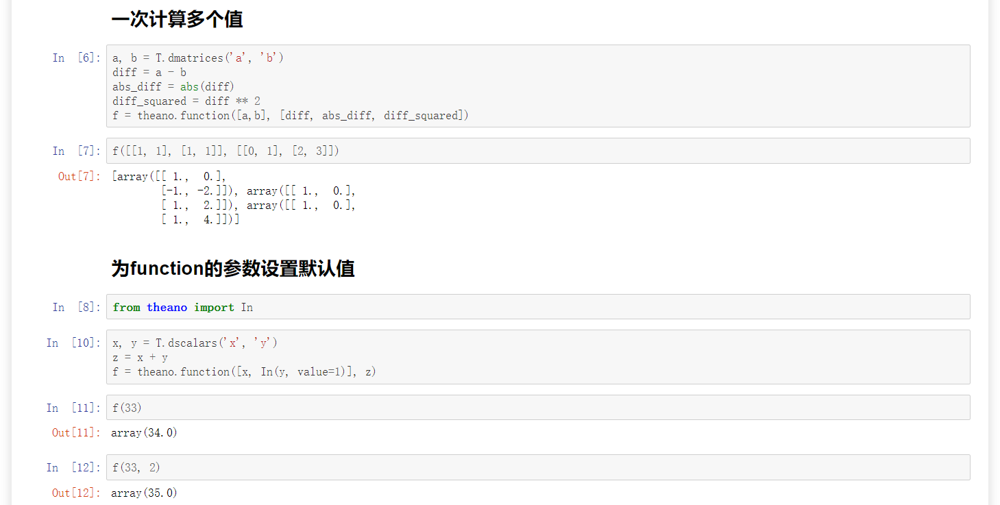 一次计算多个值
In [6]: a, b = T.dmatrices('a', 'b')
diff = a - b
abs_diff = abs(diff)
diff_squared = diff ** 2
f = theano.function([a,b], [diff, abs_diff, diff_squared])
In [7]: f([[1, 1], [1, 1]], [[0, 1], [2, 3]])
Out[7]: [array([[ 1.,  0.],
[-1., -2.]]), array([[ 1.,  0.],
[ 1.,  2.]]), array([[ 1.,  0.],
[ 1.,  4.]])]
为function的参数设置默认值
In [8]: from theano import In
In [10]: x, y = T.dscalars('x', 'y')
z = x + y
f = theano.function([x, In(y, value=1)], z)
In [11]: f(33)
Out[11]: array(34.0)
In [12]: f(33, 2)
Out[12]: array(35.0)